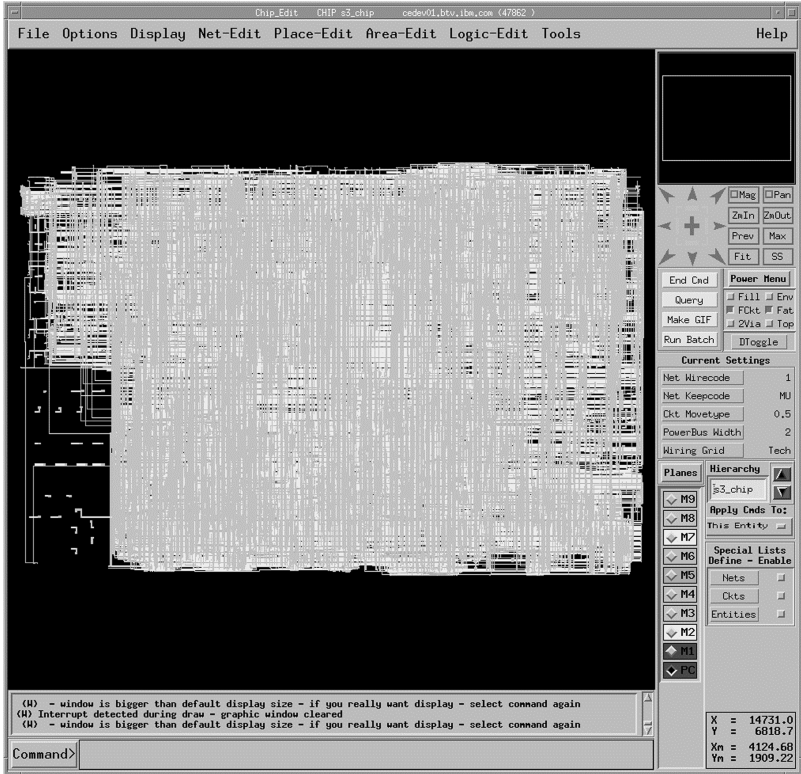 Chip_Edit CHIP s3_chip cedev01.btv.ibm.com (47862 )
File Options Display Net-Edit Place-Edit Area-Edit Logic-Edit Tools Help
Mag Pan
ZmIn ZmOut
Prev Max
Fit SS
End Cmd Power Menu
Query Fill Env
FCkt Fat
Make GIF 2Via Top
Run Batch DToggle
Current Settings
Net Wirecode 1
Net Keepcode MU
Ckt Movetype 0.5
PowerBus Width 2
Wiring Grid Tech
Planes Hierarchy
s3_chip
M9 Apply Cmds To:
M8 This Entity
M7 Special Lists
M6 Define - Enable
M5 Nets
M4 Ckts
M3 Entities
M2
M1
PC
(W) - window is bigger than default display size - if you really want display - select command again
(W) Interrupt detected during draw - graphic window cleared
(W) - window is bigger than default display size - if you really want display - select command again
X = 14731.0
Y = 6818.7
Xm = 4124.68
Ym = 1909.22
Command>